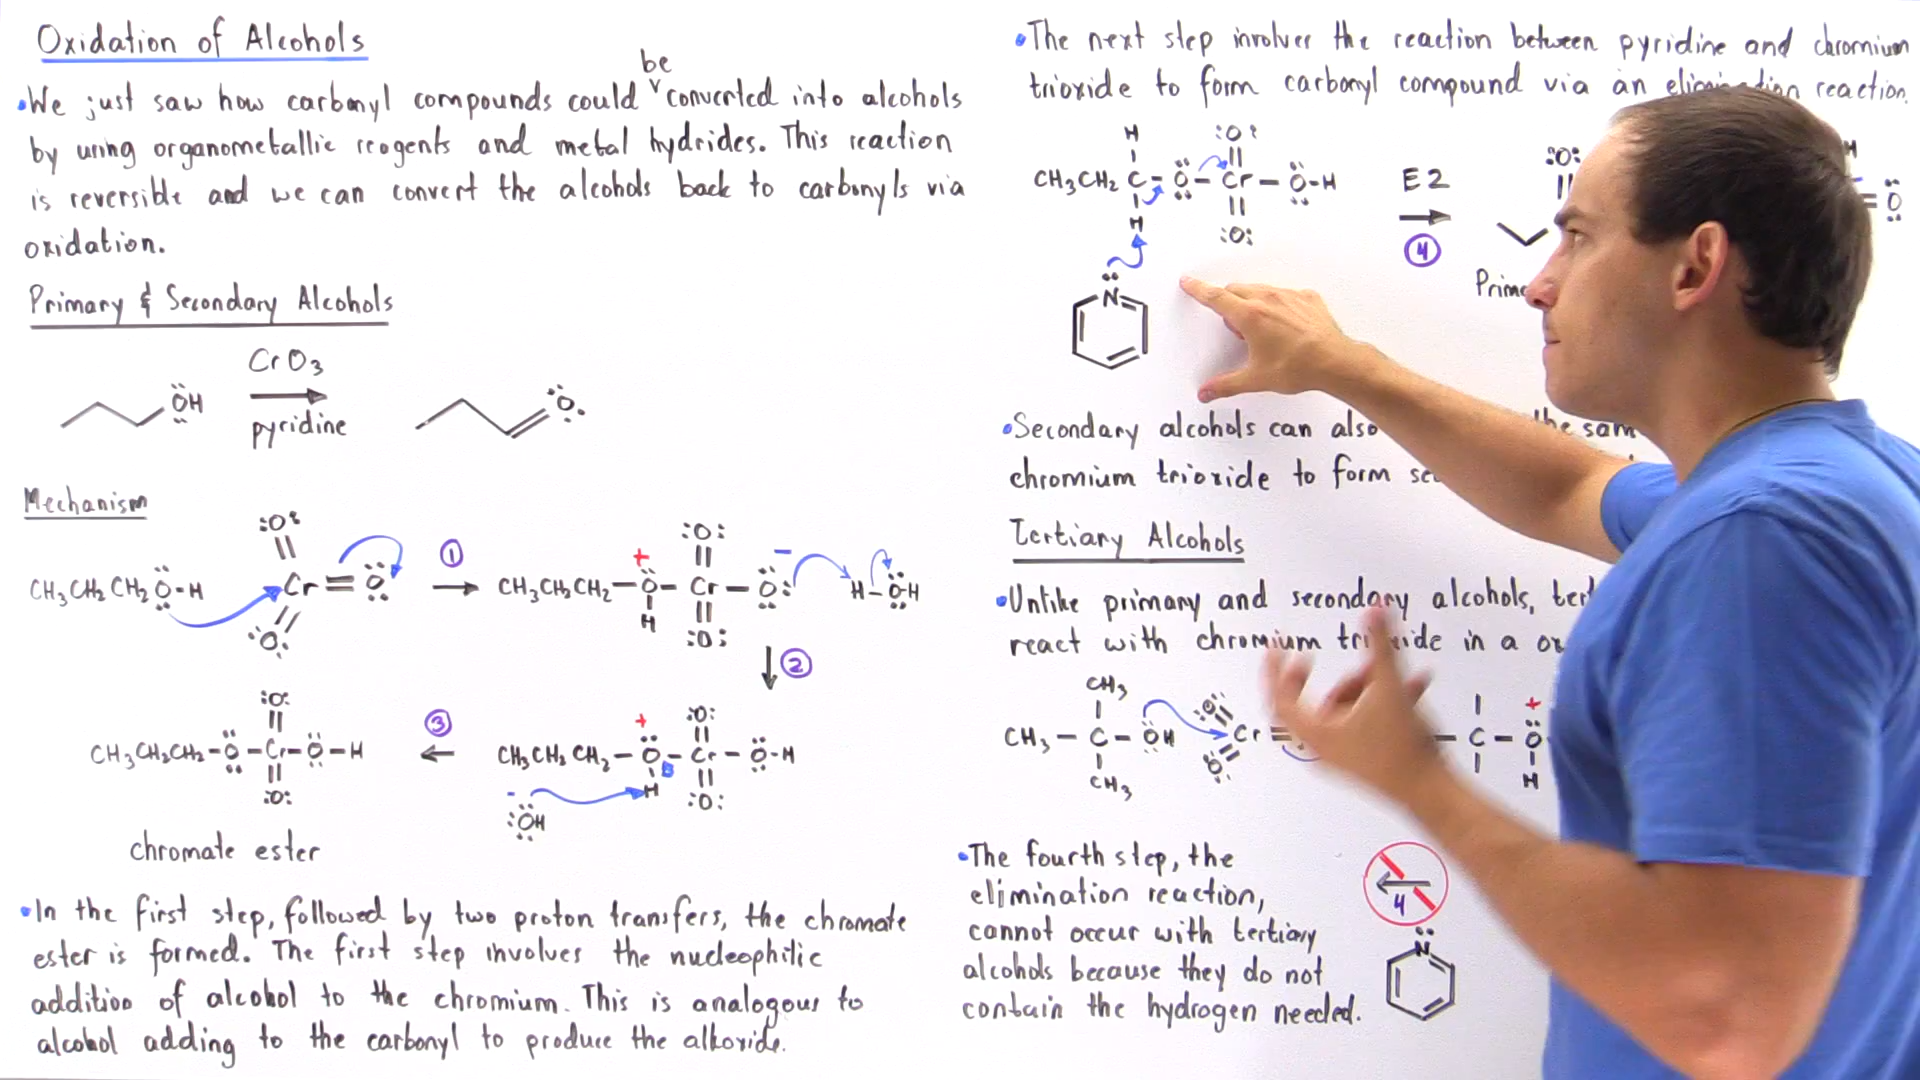 Oxidation of Alcohols
be
•We just saw how carbonyl compounds could ˅ converted into alcohols
by using organometallic reagents and metal hydrides. This reaction
is reversible and we can convert the alcohols back to carbonyls via
oxidation.
Primary & Secondary Alcohols
CrO3
OH
pyridine
O
Mechanism
:O:
CH3CH2CH2O-H
Cr=O
:O:
1
:O:
+ -
CH3CH2CH2-O-Cr-O:
H
:O:
H-O-H
2
:O:
+
CH3CH2CH2-O-Cr-O-H
H
:O:
-
:OH
3
:O:
CH3CH2CH2-O-Cr-O-H
:O:
chromate ester
•In the first step, followed by two proton transfers, the chromate
ester is formed. The first step involves the nucleophilic
addition of alcohol to the chromium. This is analogous to
alcohol adding to the carbonyl to produce the alkoxide.
•The next step involves the reaction between pyridine and chromium
trioxide to form carbonyl compound via an elimination reaction.
H :O:
CH3CH2C-O-Cr-O-H
H :O:
N
E2
4
:O:
H
=O
•Secondary alcohols can also the
chromium trioxide to form
Tertiary Alcohols
•Unlike primary and secondary alcohols,
react with chromium trioxide in a
CH3
CH3-C-OH
CH3
O
Cr=
O
+
-C-O
H
•The fourth step, the
elimination reaction,
cannot occur with tertiary
alcohols because they do not
contain the hydrogen needed.
4
N